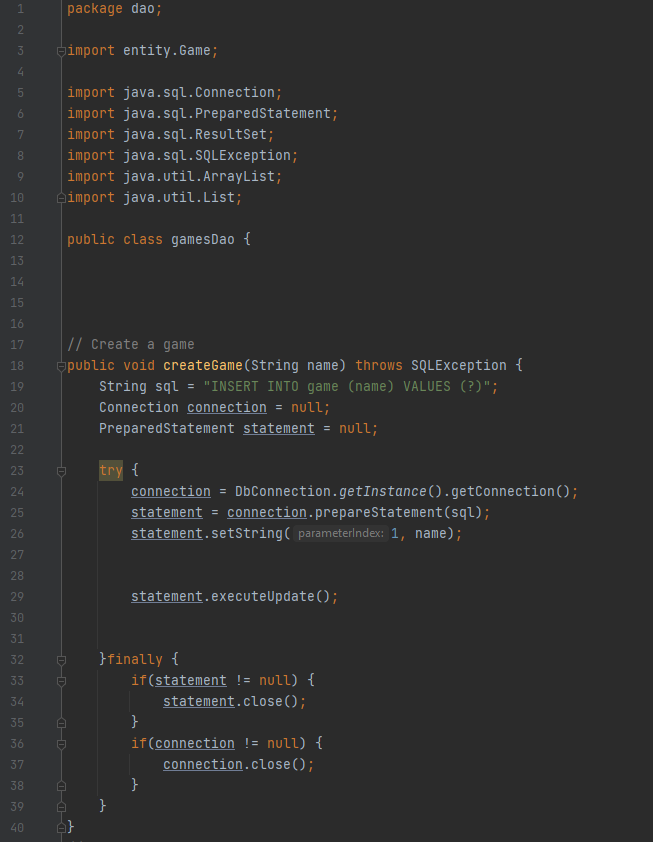 1 package dao;
2
3 import entity.Game;
4
5 import java.sql.Connection;
6 import java.sql.PreparedStatement;
7 import java.sql.ResultSet;
8 import java.sql.SQLException;
9 import java.util.ArrayList;
10 import java.util.List;
11
12 public class gamesDao {
13
14
15
16
17 // Create a game
18 public void createGame(String name) throws SQLException {
19     String sql = "INSERT INTO game (name) VALUES (?)";
20     Connection connection = null;
21     PreparedStatement statement = null;
22
23     try {
24         connection = DbConnection.getInstance().getConnection();
25         statement = connection.prepareStatement(sql);
26         statement.setString( parameterIndex: 1, name);
27
28
29         statement.executeUpdate();
30
31
32     }finally {
33         if(statement != null) {
34             statement.close();
35         }
36         if(connection != null) {
37             connection.close();
38         }
39     }
40 }